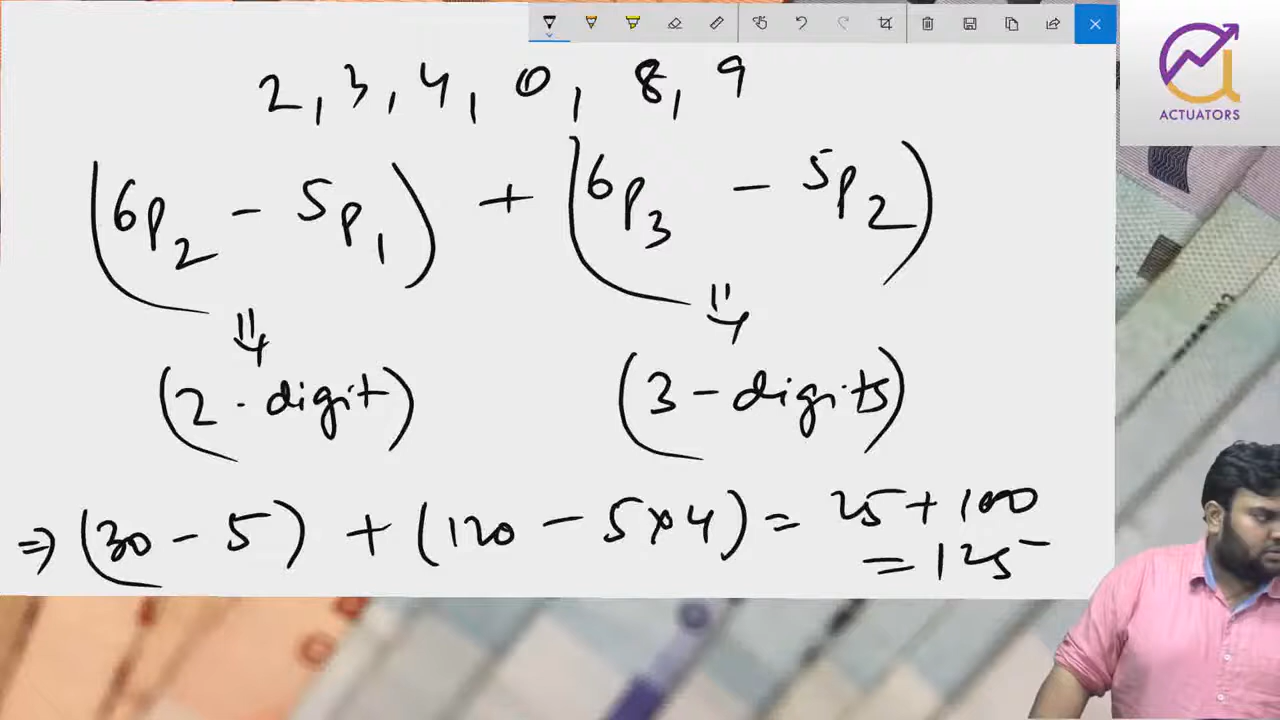 ACTUATORS
2, 3, 4, 0, 8, 9
(6p2 - 5p1) + (6p3 - 5p2)
(2 - digit) (3 - digits)
⇒ (30 - 5) + (120 - 5×4) = 25 + 100
= 125